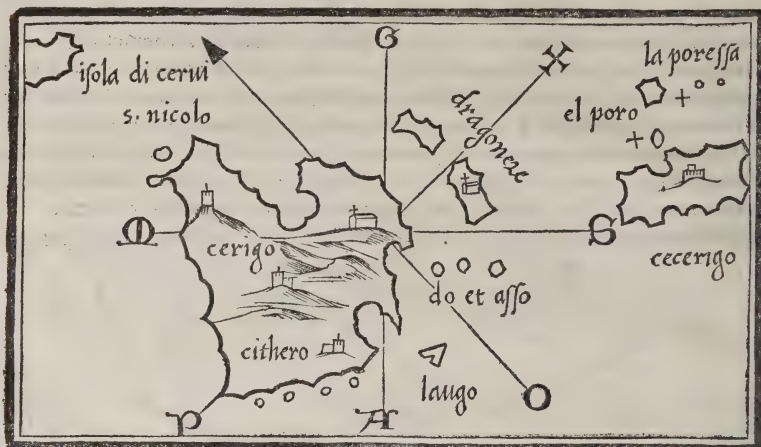 G
la poreſſa
iſola di cerui
s. nicolo
dragonere
el poro
M
S
cerigo
cecerigo
do et aſſo
cithero
laugo
O
P
A